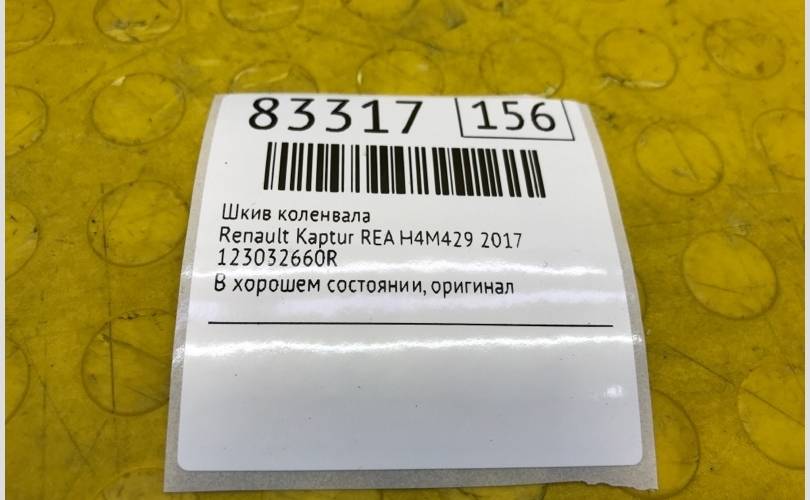 83317 156
Шкив коленвала
Renault Kaptur REA H4M429 2017
123032660R
В хорошем состоянии, оригинал